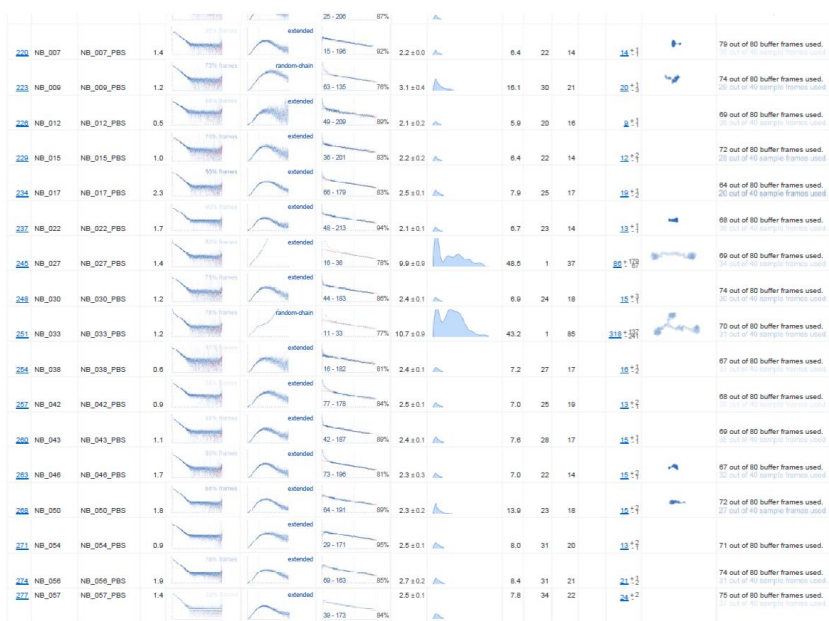 25 - 206 87%
extended
220 NB_007 NB_007_PBS 1.4 15 - 196 92% 2.2 ± 0.0 6.4 22 14 14 79 out of 80 buffer frames used.
73% frames random-chain
223 NB_009 NB_009_PBS 1.2 63 - 135 76% 3.1 ± 0.4 16.1 30 21 20 74 out of 80 buffer frames used.
extended
226 NB_012 NB_012_PBS 0.5 49 - 209 89% 2.1 ± 0.2 5.9 20 16 9 69 out of 80 buffer frames used.
extended
229 NB_015 NB_015_PBS 1.0 36 - 201 83% 2.2 ± 0.2 6.4 22 14 12 72 out of 80 buffer frames used.
extended
234 NB_017 NB_017_PBS 2.3 66 - 179 83% 2.5 ± 0.1 7.9 25 17 19 64 out of 80 buffer frames used.
20 out of 40 sample frames used
extended
237 NB_022 NB_022_PBS 1.7 48 - 213 94% 2.1 ± 0.1 6.7 23 14 13 68 out of 80 buffer frames used.
extended
245 NB_027 NB_027_PBS 1.4 16 - 36 78% 9.9 ± 0.9 48.5 1 37 86 69 out of 80 buffer frames used.
extended
248 NB_030 NB_030_PBS 1.2 44 - 183 86% 2.4 ± 0.1 6.9 24 18 15 74 out of 80 buffer frames used.
random-chain
251 NB_033 NB_033_PBS 1.2 11 - 33 77% 10.7 ± 0.9 43.2 1 85 318 70 out of 80 buffer frames used.
extended
254 NB_038 NB_038_PBS 0.6 16 - 182 81% 2.4 ± 0.1 7.2 27 17 16 67 out of 80 buffer frames used.
extended
257 NB_042 NB_042_PBS 0.9 77 - 178 84% 2.5 ± 0.1 7.0 25 19 13 68 out of 80 buffer frames used.
extended
260 NB_043 NB_043_PBS 1.1 42 - 187 89% 2.4 ± 0.1 7.6 28 17 15 69 out of 80 buffer frames used.
extended
263 NB_046 NB_046_PBS 1.7 73 - 196 81% 2.3 ± 0.3 7.0 22 14 15 67 out of 80 buffer frames used.
extended
268 NB_050 NB_050_PBS 1.8 64 - 191 89% 2.3 ± 0.2 13.9 23 18 15 72 out of 80 buffer frames used.
27 out of 40 sample frames used
extended
271 NB_054 NB_054_PBS 0.9 29 - 171 95% 2.5 ± 0.1 8.0 31 20 13 71 out of 80 buffer frames used.
extended
274 NB_056 NB_056_PBS 1.9 69 - 163 85% 2.7 ± 0.2 8.4 31 21 21 74 out of 80 buffer frames used.
277 NB_057 NB_057_PBS 1.4 extended 2.5 ± 0.1 7.8 34 22 24 75 out of 80 buffer frames used.
39 - 173 84%